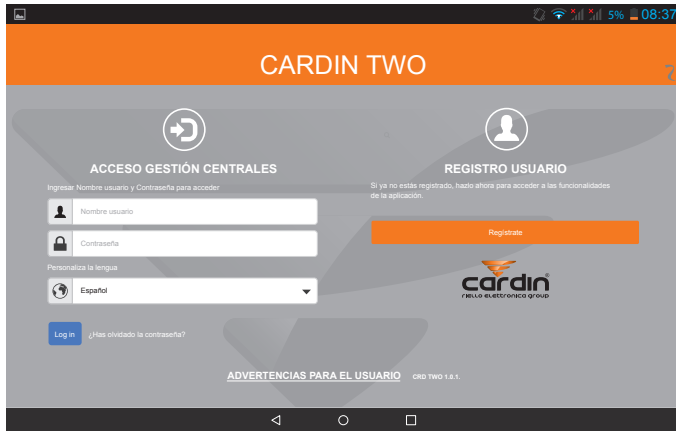 5% 08:37
CARDIN TWO
ACCESO GESTIÓN CENTRALES
Ingresar Nombre usuario y Contraseña para acceder
Nombre usuario
Contraseña
Personaliza la lengua
Español
Log in ¿Has olvidado la contraseña?
REGISTRO USUARIO
Si ya no estás registrado, hazlo ahora para acceder a las funcionalidades
de la aplicación.
Regístrate
cardin
RIELLO ELETTRONICA GROUP
ADVERTENCIAS PARA EL USUARIO CRD TWO 1.0.1.